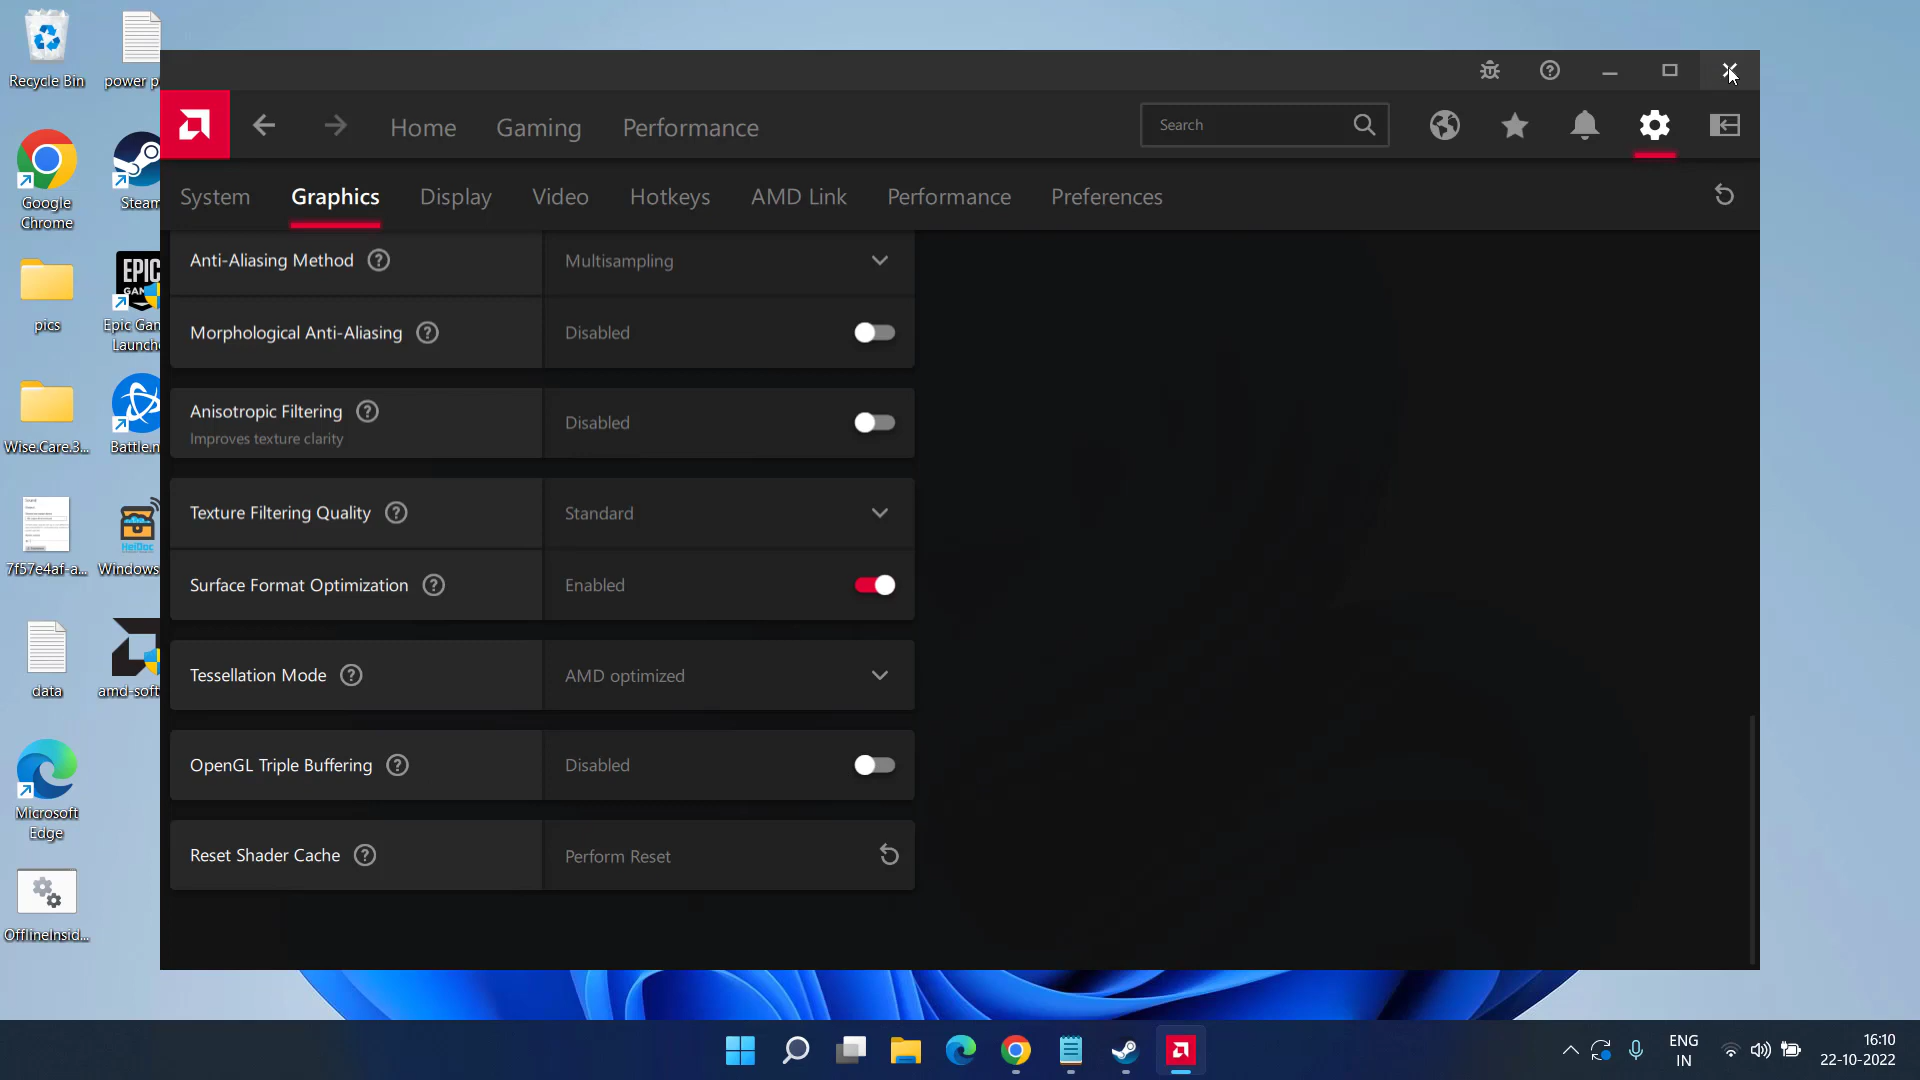 Recycle Bin
power p
Google
Chrome
Steam
pics
EPIC
GA
Epic Gan
Launch
Wise.Care.3...
Battle.n
7f57e4af-a...
HeiDoc
Windows
data
amd-soft
Microsoft
Edge
OfflineInsid...
Home
Gaming
Performance
Search
System
Graphics
Display
Video
Hotkeys
AMD Link
Performance
Preferences
Anti-Aliasing Method
Multisampling
Morphological Anti-Aliasing
Disabled
Anisotropic Filtering
Improves texture clarity
Disabled
Texture Filtering Quality
Standard
Surface Format Optimization
Enabled
Tessellation Mode
AMD optimized
OpenGL Triple Buffering
Disabled
Reset Shader Cache
Perform Reset
ENG
IN
16:10
22-10-2022